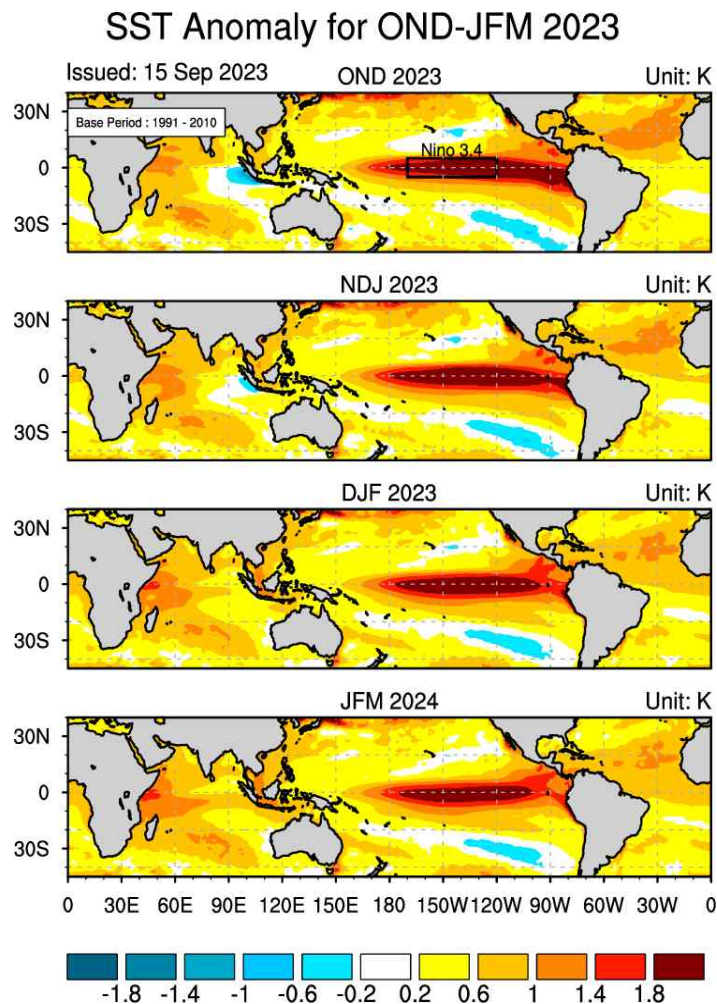 SST Anomaly for OND-JFM 2023
Issued: 15 Sep 2023 OND 2023 Unit: K
30N
Base Period : 1991 - 2010
Nino 3.4
0
30S
NDJ 2023 Unit: K
30N
0
30S
DJF 2023 Unit: K
30N
0
30S
JFM 2024 Unit: K
30N
0
30S
0 30E 60E 90E 120E 150E 180 150W 120W 90W 60W 30W 0
-1.8 -1.4 -1 -0.6 -0.2 0.2 0.6 1 1.4 1.8